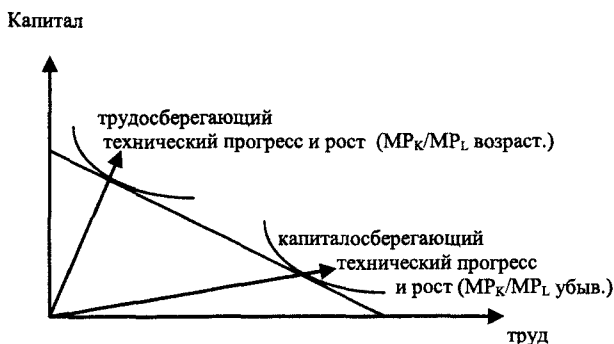 Капитал
трудосберегающий
технический прогресс и рост (MPK/MPL возраст.)
капиталосберегающий
технический прогресс
и рост (MPK/MPL убыв.)
труд